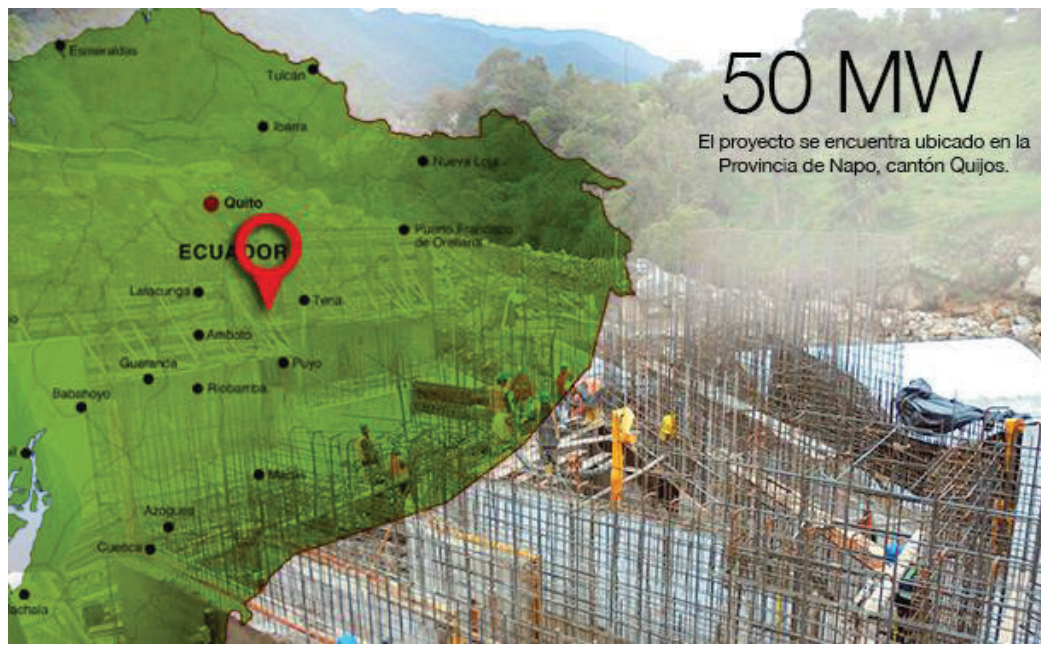 50 MW
El proyecto se encuentra ubicado en la
Provincia de Napo, cantón Quijos.
Esmeraldas
Tulcán
Ibarra
Nueva Loja
Quito
Puerto Francisco
de Orellana
ECUADOR
Latacunga
Tena
Ambato
Guaranda
Puyo
Riobamba
Babahoyo
Macas
Azogues
Cuenca